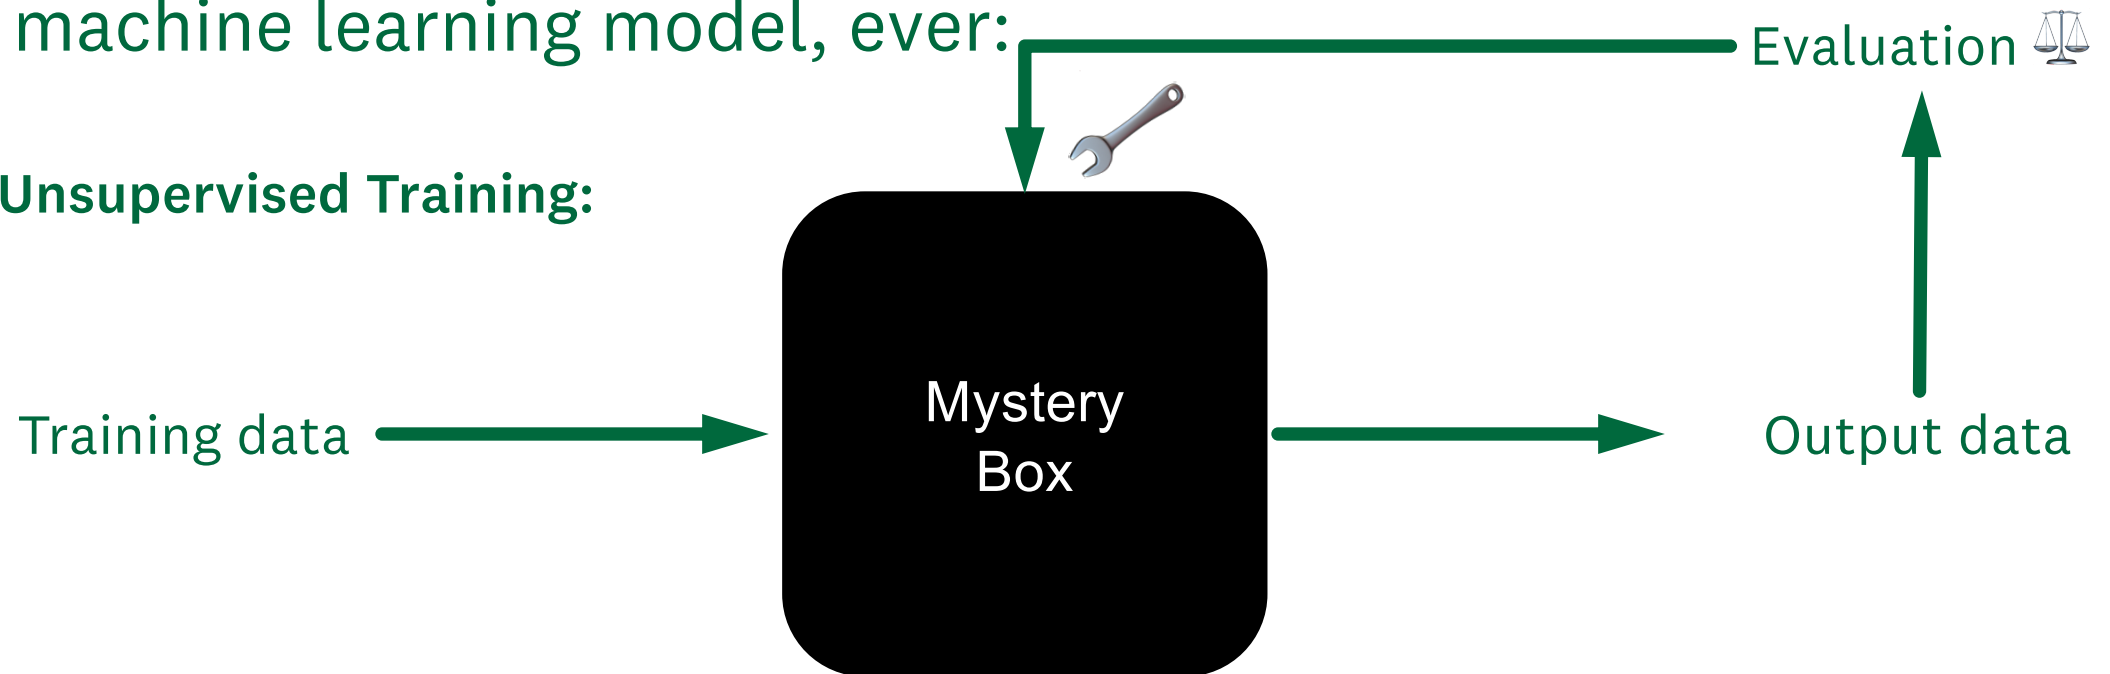 machine learning model, ever:
Evaluation ⚖️
Unsupervised Training:
Training data
Mystery
Box
Output data